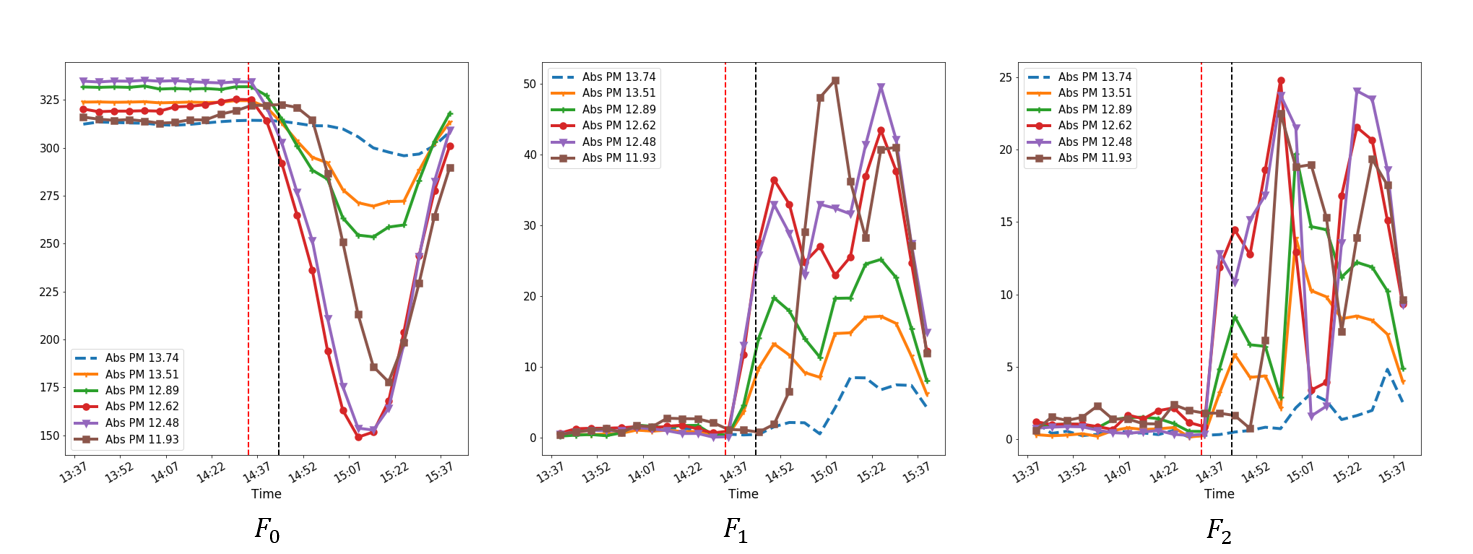 325
300
275
250
225
200
175
150
Abs PM 13.74
Abs PM 13.51
Abs PM 12.89
Abs PM 12.62
Abs PM 12.48
Abs PM 11.93
13:37
13:52
14:07
14:22
14:37
14:52
15:07
15:22
15:37
Time
F0
50
40
30
20
10
0
Abs PM 13.74
Abs PM 13.51
Abs PM 12.89
Abs PM 12.62
Abs PM 12.48
Abs PM 11.93
13:37
13:52
14:07
14:22
14:37
14:52
15:07
15:22
15:37
Time
F1
25
20
15
10
5
0
Abs PM 13.74
Abs PM 13.51
Abs PM 12.89
Abs PM 12.62
Abs PM 12.48
Abs PM 11.93
13:37
13:52
14:07
14:22
14:37
14:52
15:07
15:22
15:37
Time
F2